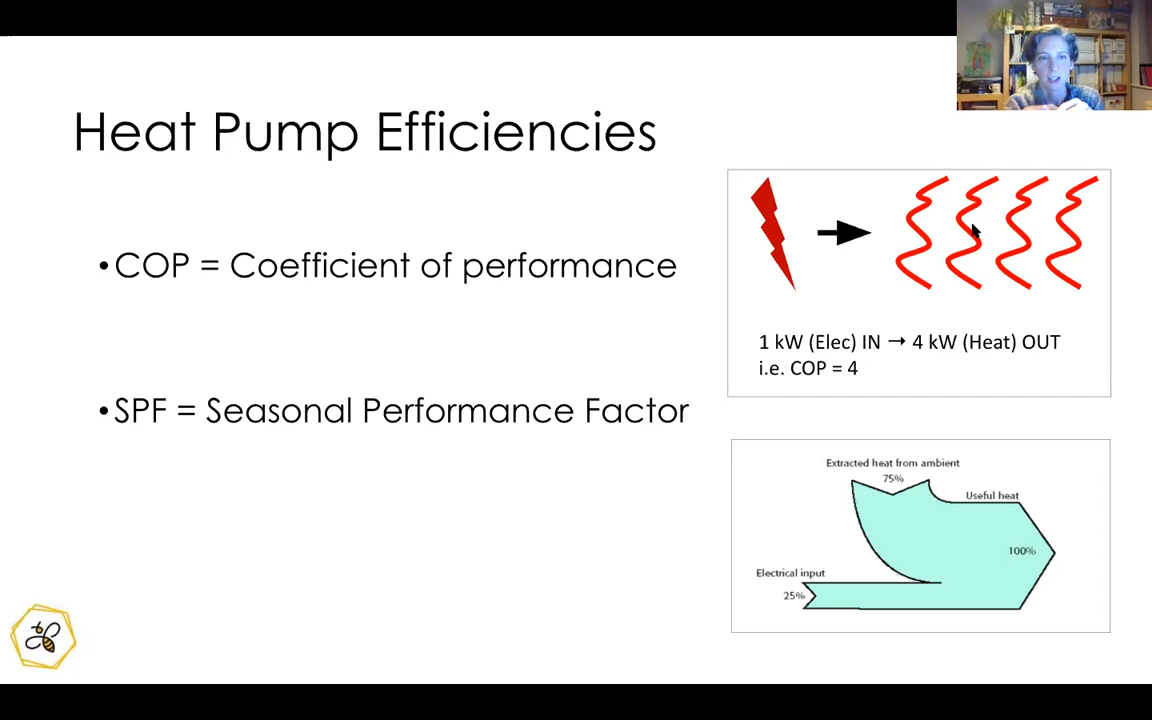 Heat Pump Efficiencies
•COP = Coefficient of performance
•SPF = Seasonal Performance Factor
1 kW (Elec) IN → 4 kW (Heat) OUT
i.e. COP = 4
Extracted heat from ambient
75%
Useful heat
100%
Electrical input
25%